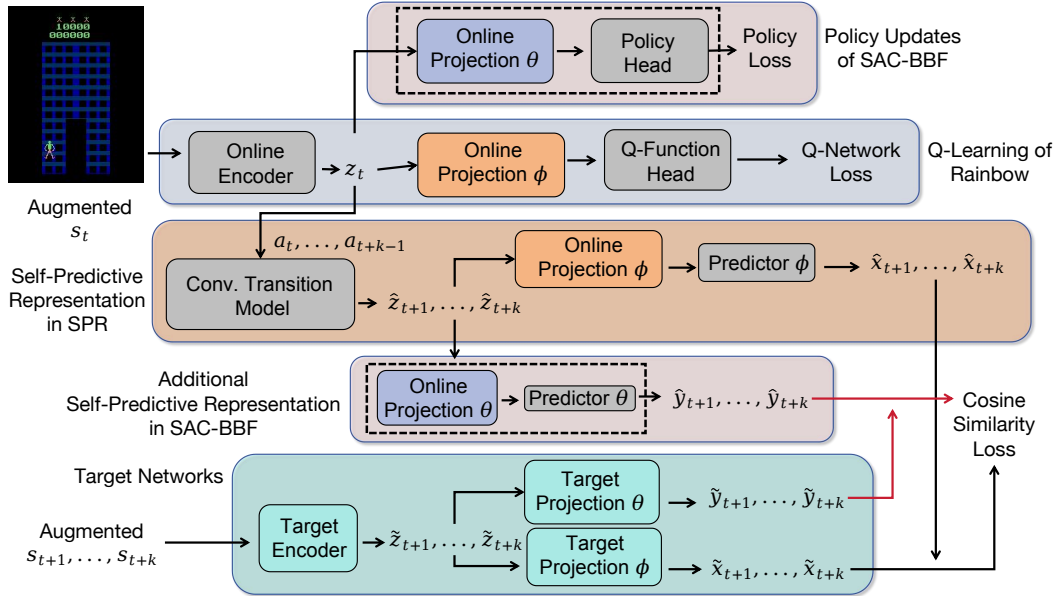 10000
000000
Online
Projection θ
Policy
Head
Policy
Loss
Policy Updates
of SAC-BBF
Online
Encoder
z_t
Online
Projection ϕ
Q-Function
Head
Q-Network
Loss
Q-Learning of
Rainbow
Augmented
s_t
a_t, . . . , a_{t+k−1}
Self-Predictive
Representation
in SPR
Conv. Transition
Model
ẑ_{t+1}, . . . , ẑ_{t+k}
Online
Projection ϕ
Predictor ϕ
x̂_{t+1}, . . . , x̂_{t+k}
Additional
Self-Predictive Representation
in SAC-BBF
Online
Projection θ
Predictor θ
ŷ_{t+1}, . . . , ŷ_{t+k}
Cosine
Similarity
Loss
Target Networks
Augmented
s_{t+1}, . . . , s_{t+k}
Target
Encoder
z̃_{t+1}, . . . , z̃_{t+k}
Target
Projection θ
ỹ_{t+1}, . . . , ỹ_{t+k}
Target
Projection ϕ
x̃_{t+1}, . . . , x̃_{t+k}